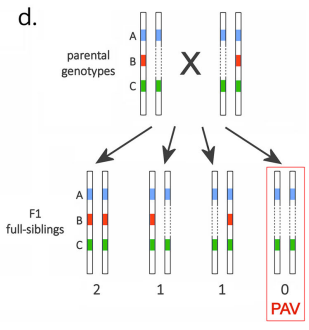 d.
parental
genotypes
A
B
C
X
F1
full-siblings
A
B
C
2 1 1 0
PAV